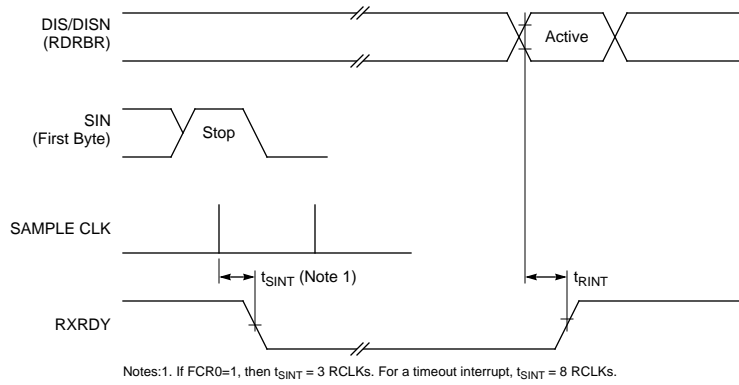 DIS/DISN
(RDRBR)
Active
SIN
(First Byte)
Stop
SAMPLE CLK
tSINT (Note 1)
tRINT
RXRDY
Notes:1. If FCR0=1, then tSINT = 3 RCLKs. For a timeout interrupt, tSINT = 8 RCLKs.